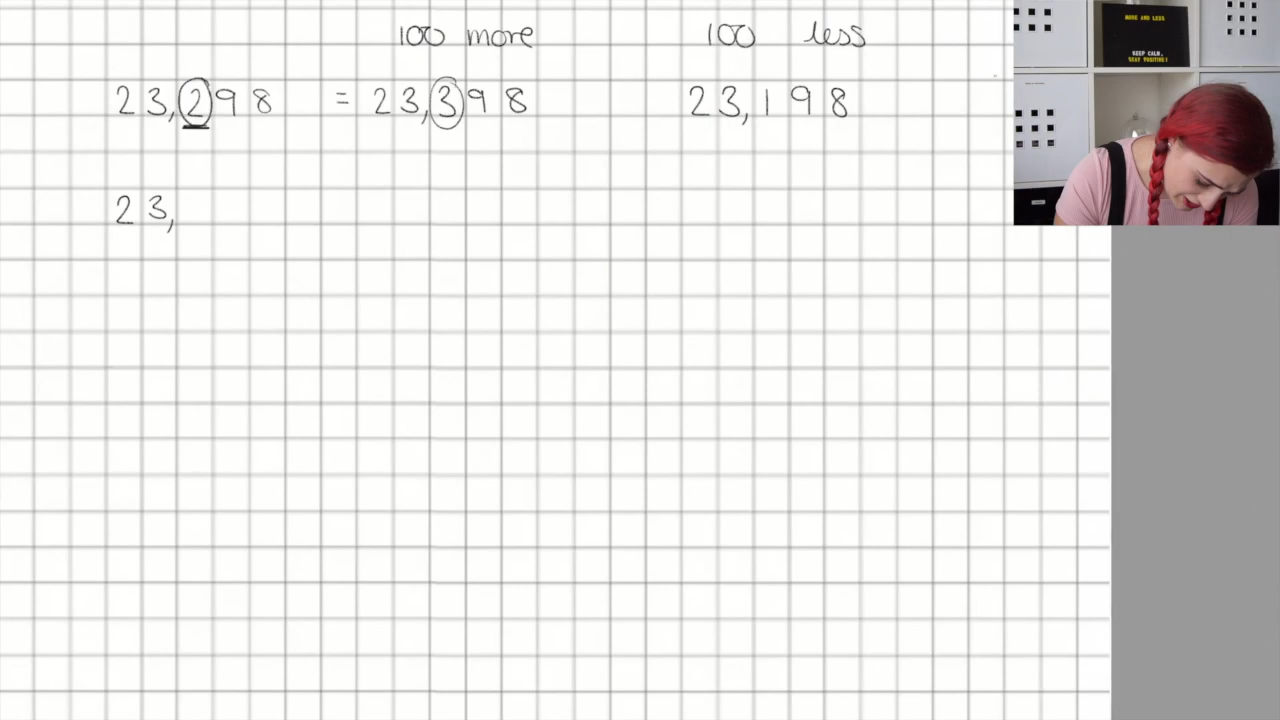 100 more 100 less
23,298 = 23,398 23,198
23,
MORE AND LESS
KEEP CALM,
STAY POSITIVE!